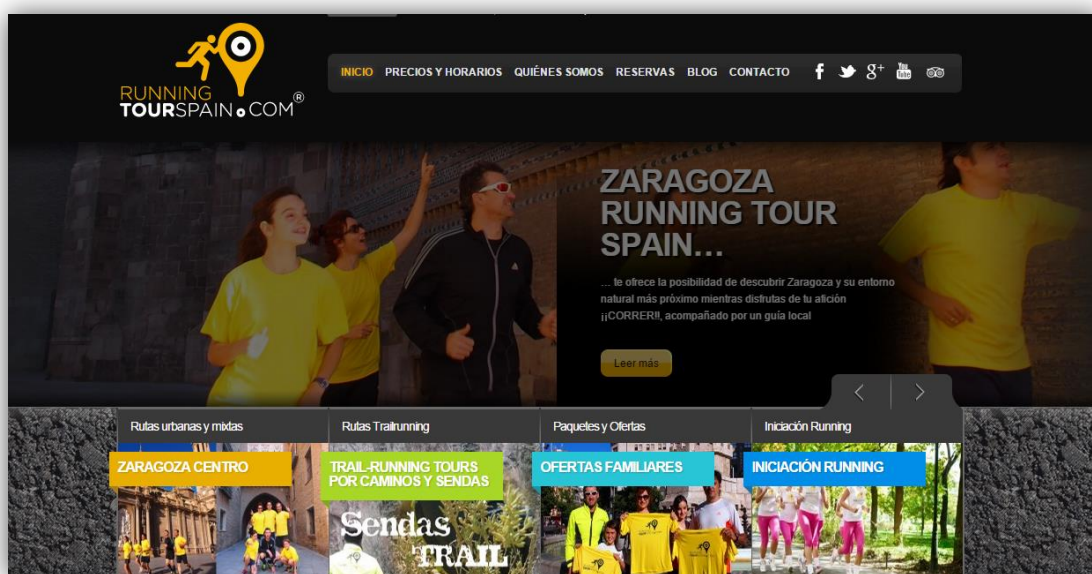 RUNNING
TOURSPAIN.COM®
INICIO PRECIOS Y HORARIOS QUIÉNES SOMOS RESERVAS BLOG CONTACTO f g+ You Tube
ZARAGOZA
RUNNING TOUR
SPAIN...
... te ofrece la posibilidad de descubrir Zaragoza y su entorno
natural más próximo mientras disfrutas de tu afición
¡¡CORRER!!, acompañado por un guía local
Leer más
Rutas urbanas y mixtas
Rutas Trailrunning
Paquetes y Ofertas
Iniciación Running
ZARAGOZA CENTRO
TRAIL-RUNNING TOURS
POR CAMINOS Y SENDAS
OFERTAS FAMILIARES
INICIACIÓN RUNNING
Sendas
TRAIL